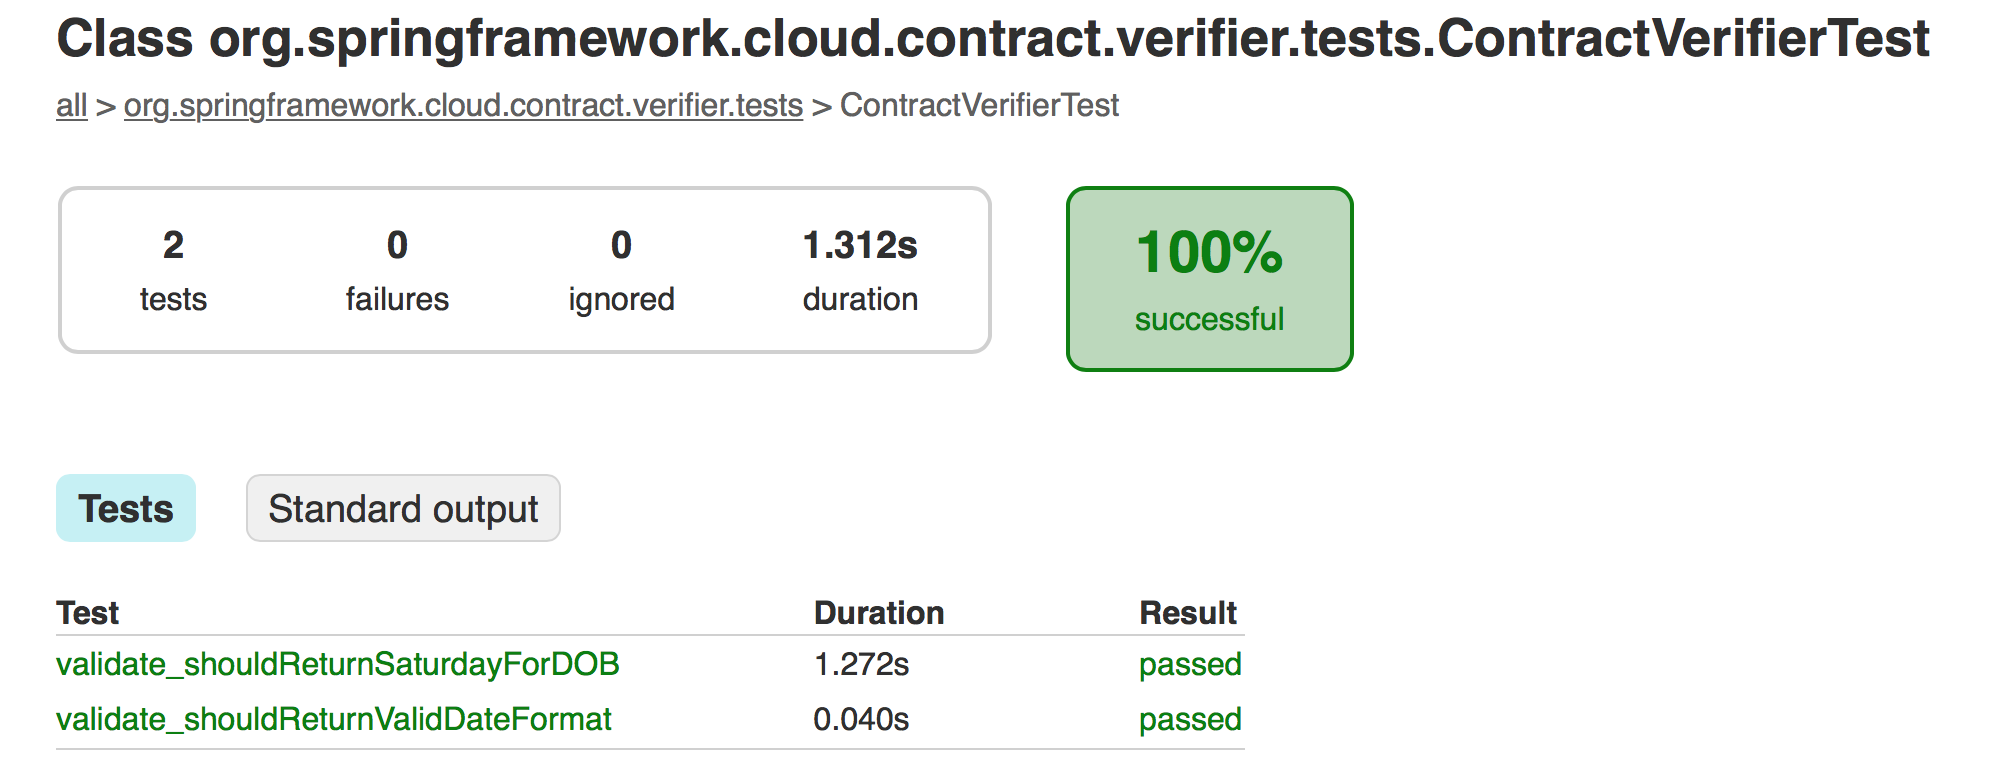 Class org.springframework.cloud.contract.verifier.tests.ContractVerifierTest
all > org.springframework.cloud.contract.verifier.tests > ContractVerifierTest
2 0 0 1.312s
tests failures ignored duration
100%
successful
Tests Standard output
Test Duration Result
validate_shouldReturnSaturdayForDOB 1.272s passed
validate_shouldReturnValidDateFormat 0.040s passed